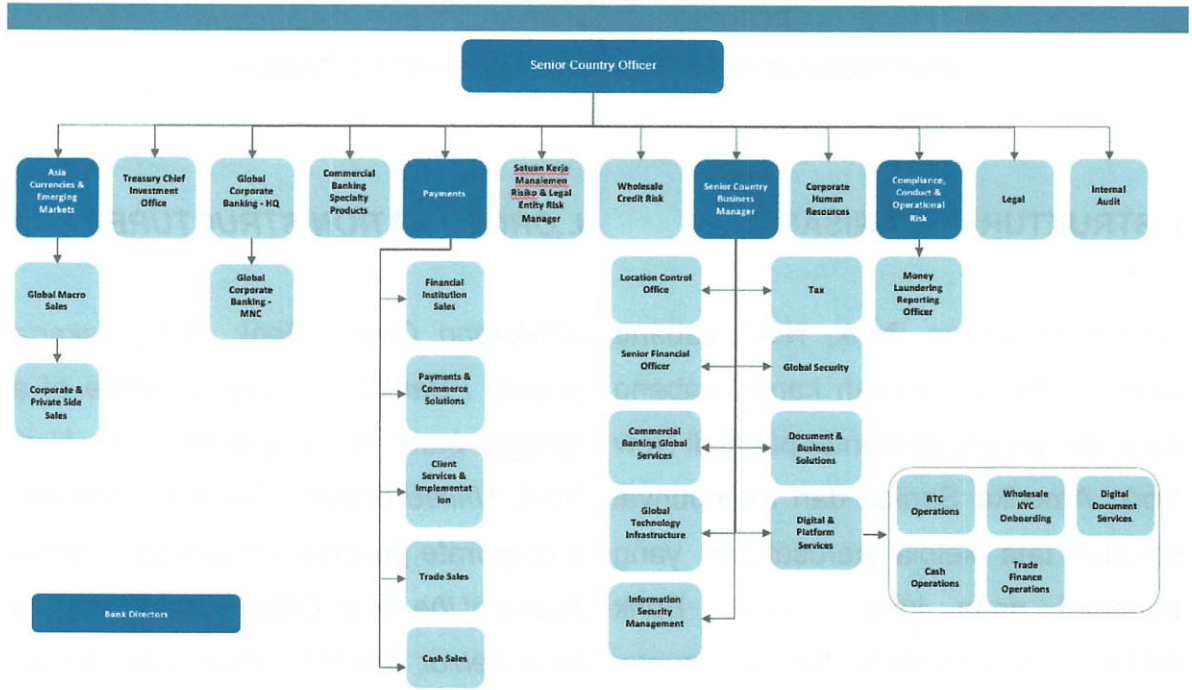 Senior Country Officer
Asia
Currencies &
Emerging
Markets
Treasury Chief
Investment
Office
Global
Corporate
Banking - HQ
Commercial
Banking
Specialty
Products
Payments
Satuan Kerja
Manajemen
Risiko & Legal
Entity Risk
Manager
Wholesale
Credit Risk
Senior Country
Business
Manager
Corporate
Human
Resources
Compliance,
Conduct &
Operational
Risk
Legal
Internal
Audit
Global Macro
Sales
Corporate &
Private Side
Sales
Global
Corporate
Banking -
MNC
Financial
Institution
Sales
Payments &
Commerce
Solutions
Client
Services &
Implementat
ion
Trade Sales
Cash Sales
Location Control
Office
Tax
Senior Financial
Officer
Global Security
Commercial
Banking Global
Services
Document &
Business
Solutions
Global
Technology
Infrastructure
Digital &
Platform
Services
Information
Security
Management
Money
Laundering
Reporting
Officer
RTC
Operations
Wholesale
KYC
Onboarding
Digital
Document
Services
Cash
Operations
Trade
Finance
Operations
Bank Directors